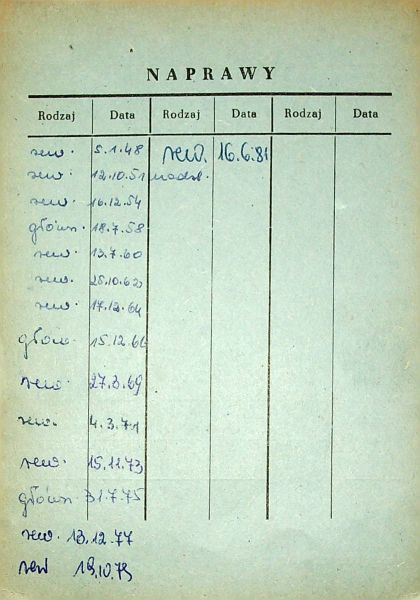 NAPRAWY
Rodzaj Data Rodzaj Data Rodzaj Data
rew. 5.1.48 rew. 16.6.81
rew. 12.10.51 nadzl.
rew. 16.12.54
główn. 18.7.58
rew. 13.7.60
rew. 25.10.62
rew. 17.12.64
główn. 15.12.66
rew. 27.3.69
rew. 4.3.71
rew. 15.11.73
główn. 31.7.75
rew. 13.12.77
rew 19.10.79